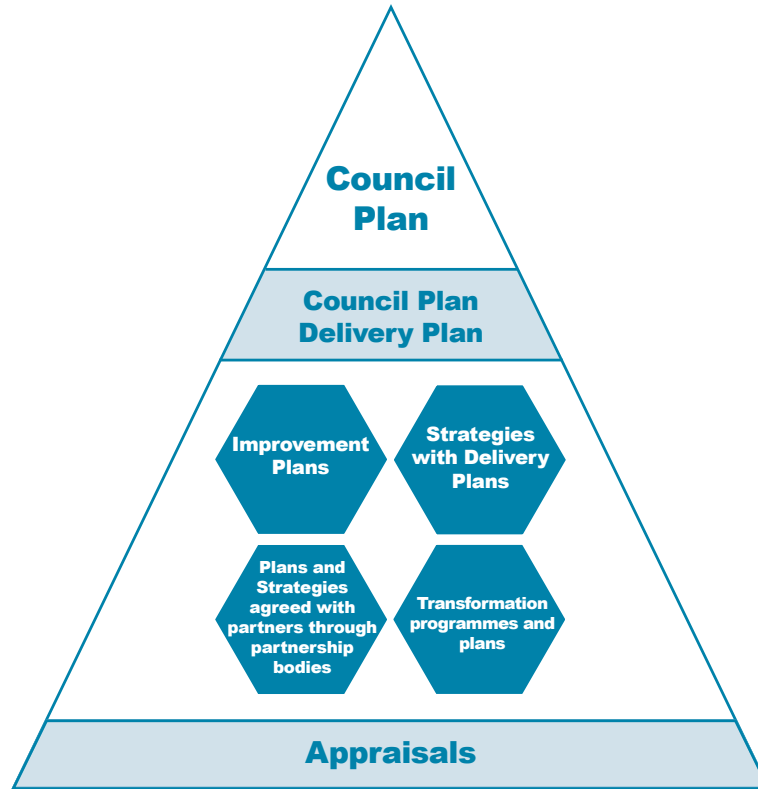 Council
Plan
Council Plan
Delivery Plan
Improvement
Plans
Strategies
with Delivery
Plans
Plans and
Strategies
agreed with
partners through
partnership
bodies
Transformation
programmes and
plans
Appraisals